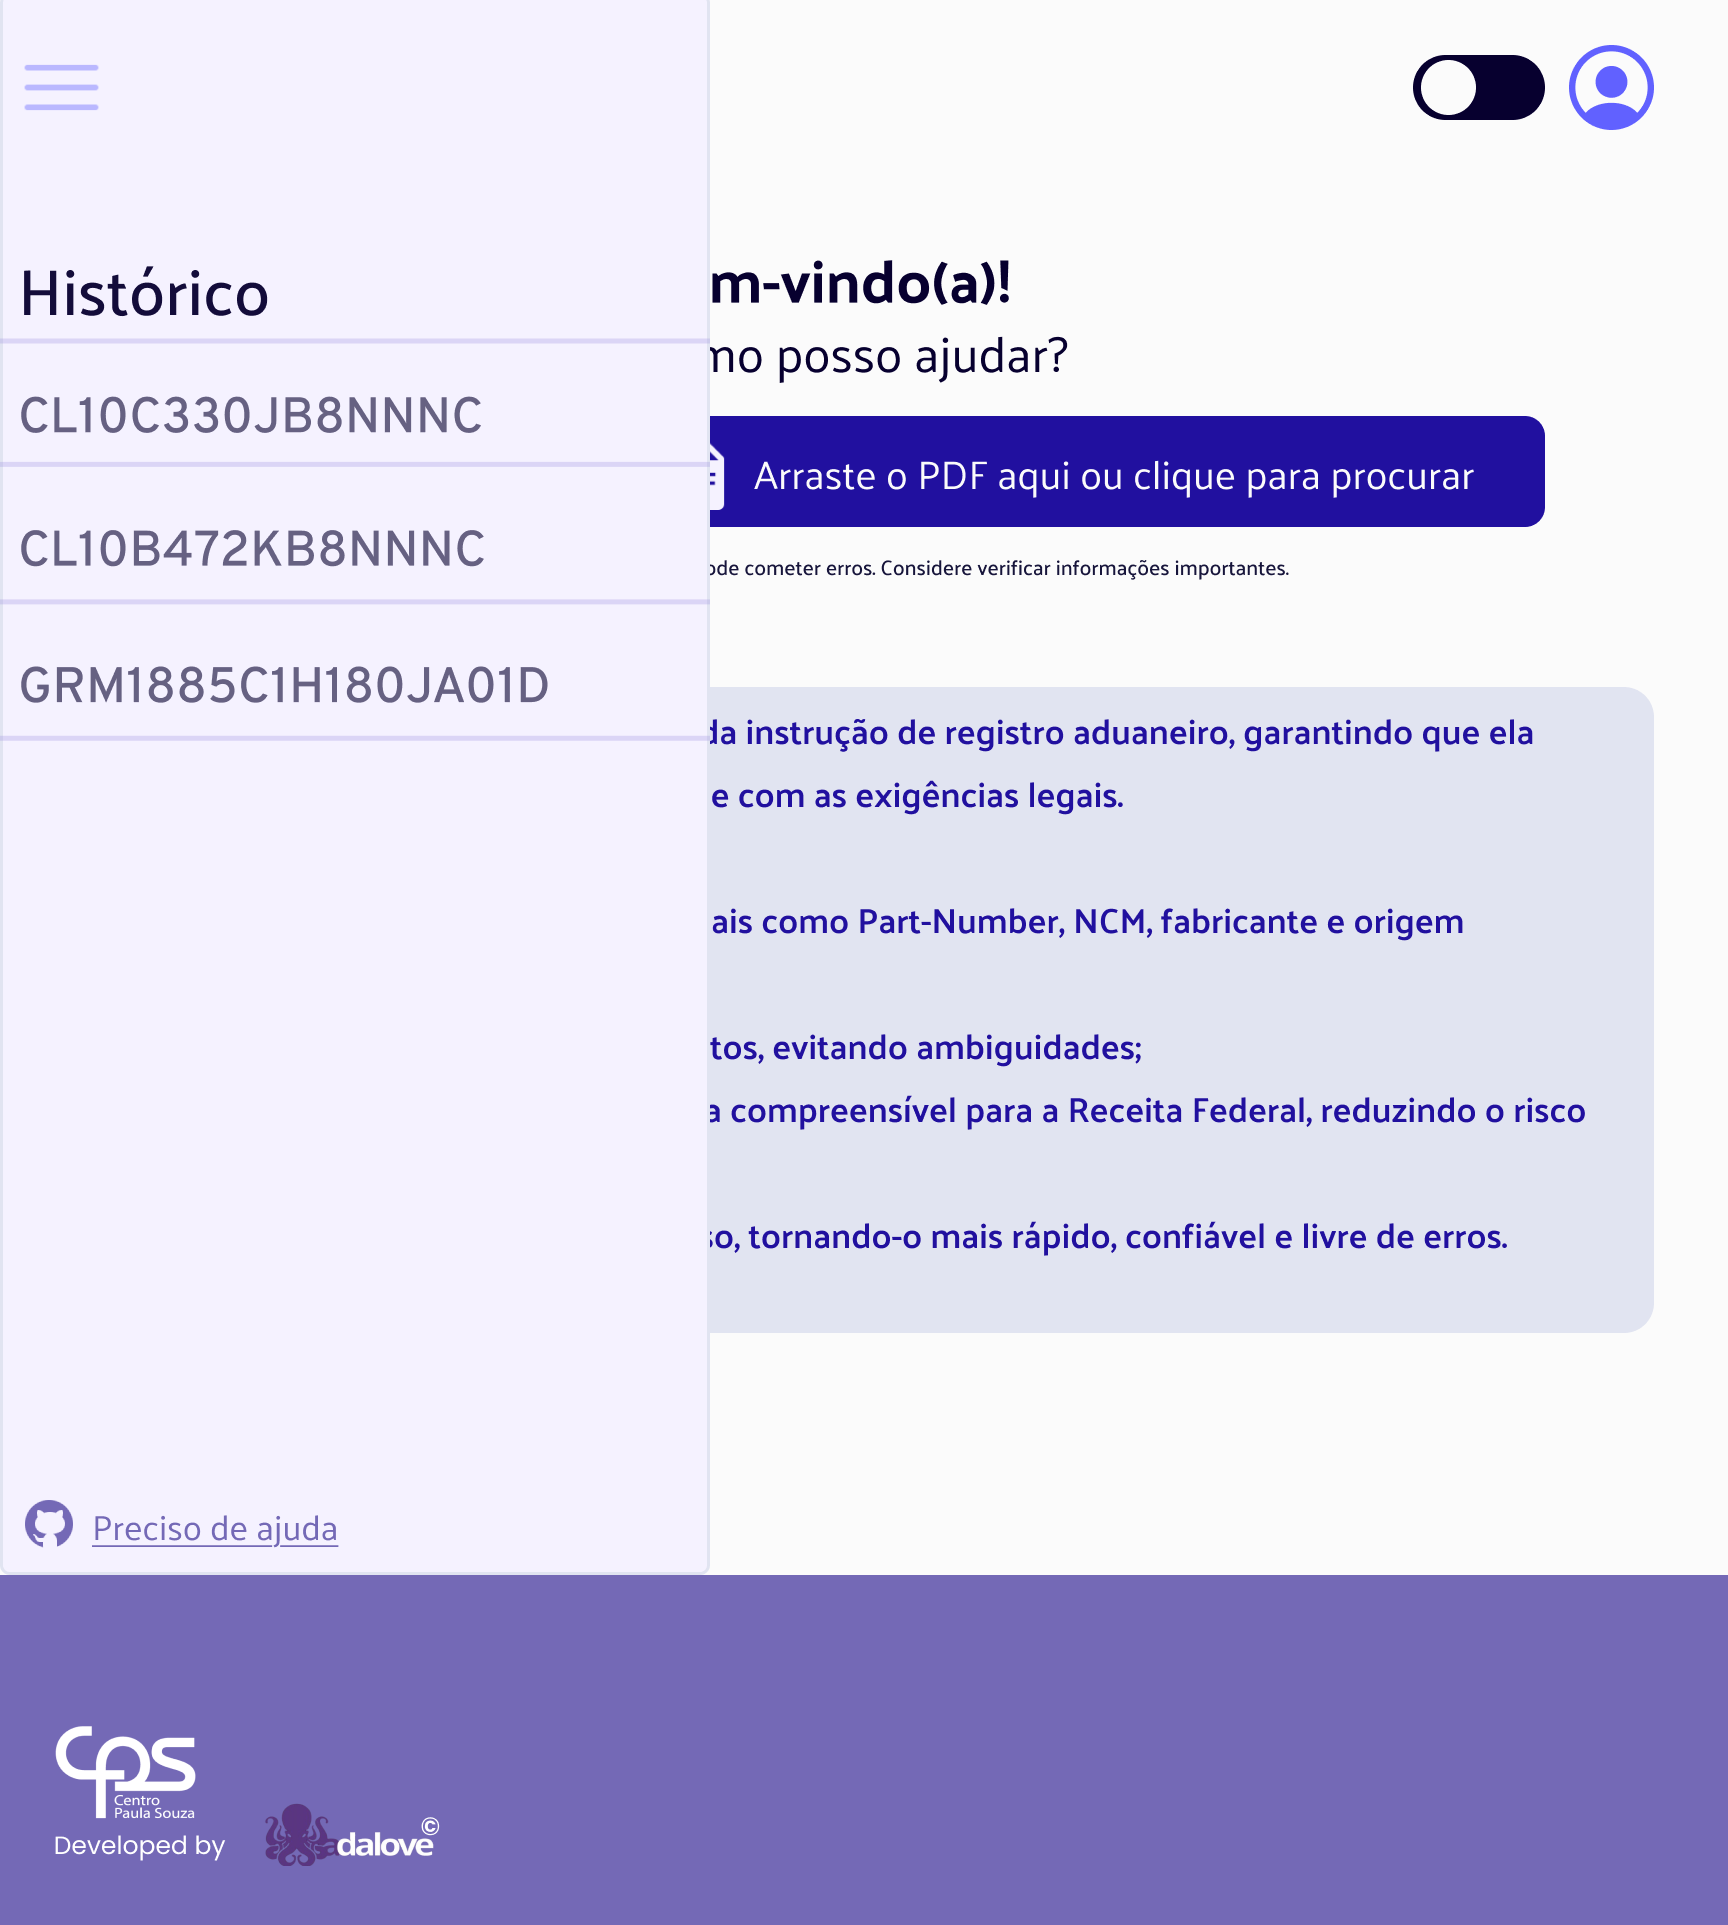 Histórico
CL10C330JB8NNNC
CL10B472KB8NNNC
GRM1885C1H180JA01D
Preciso de ajuda
m-vindo(a)!
mo posso ajudar?
Arraste o PDF aqui ou clique para procurar
ode cometer erros. Considere verificar informações importantes.
da instrução de registro aduaneiro, garantindo que ela
e com as exigências legais.
ais como Part-Number, NCM, fabricante e origem
tos, evitando ambiguidades;
a compreensível para a Receita Federal, reduzindo o risco
so, tornando-o mais rápido, confiável e livre de erros.
cps
Centro
Paula Souza
Developed by
adalove©